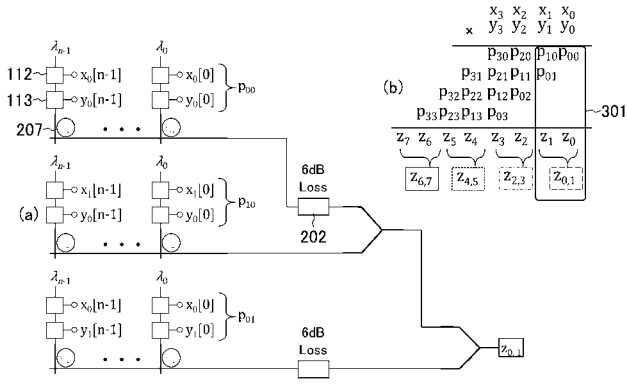 λn-1 λ0
112 x0[n-1] x0[0] p00
113 y0[n-1] y0[0]
207 • • •
x3 x2 x1 x0
× y3 y2 y1 y0
p30 p20 p10 p00
(b) p31 p21 p11 p01
p32 p22 p12 p02
p33 p23 p13 p03
301
z7 z6 z5 z4 z3 z2 z1 z0
z6,7 z4,5 z2,3 z0,1
λn-1 λ0
(a) x1[n-1] x1[0] p10
y0[n-1] y0[0]
• • •
6dB
Loss
202
λn-1 λ0
x0[n-1] x0[0] p01
y1[n-1] y1[0]
• • •
6dB
Loss
z0,1